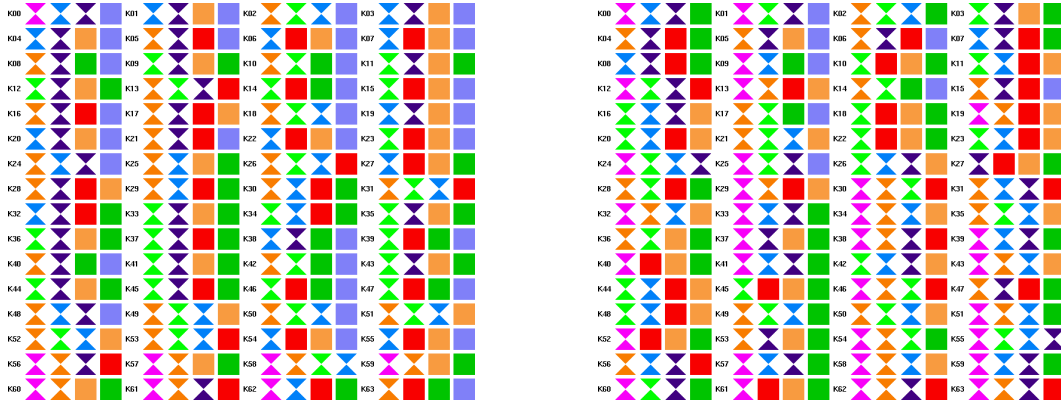 K00 K01 K02 K03 K00 K01 K02 K03
K04 K05 K06 K07 K04 K05 K06 K07
K08 K09 K10 K11 K08 K09 K10 K11
K12 K13 K14 K15 K12 K13 K14 K15
K16 K17 K18 K19 K16 K17 K18 K19
K20 K21 K22 K23 K20 K21 K22 K23
K24 K25 K26 K27 K24 K25 K26 K27
K28 K29 K30 K31 K28 K29 K30 K31
K32 K33 K34 K35 K32 K33 K34 K35
K36 K37 K38 K39 K36 K37 K38 K39
K40 K41 K42 K43 K40 K41 K42 K43
K44 K45 K46 K47 K44 K45 K46 K47
K48 K49 K50 K51 K48 K49 K50 K51
K52 K53 K54 K55 K52 K53 K54 K55
K56 K57 K58 K59 K56 K57 K58 K59
K60 K61 K62 K63 K60 K61 K62 K63